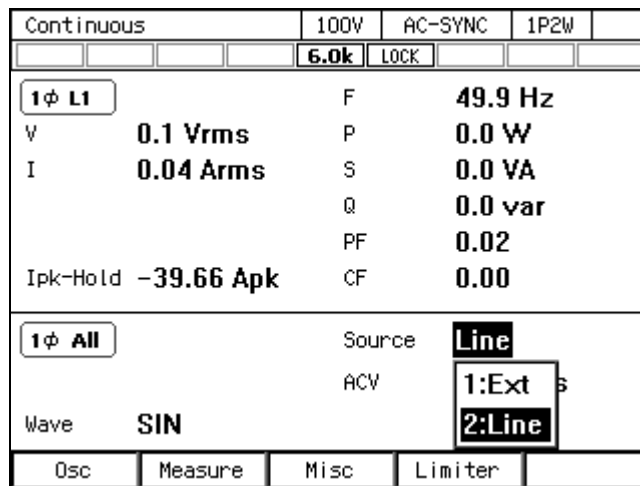 Continuous 100V AC-SYNC 1P2W
6.0k LOCK
1ϕ L1 F 49.9 Hz
V 0.1 Vrms P 0.0 W
I 0.04 Arms S 0.0 VA
Q 0.0 var
PF 0.02
Ipk-Hold -39.66 Apk CF 0.00
1ϕ All Source Line
ACV 1:Ext s
Wave SIN 2:Line
Osc Measure Misc Limiter